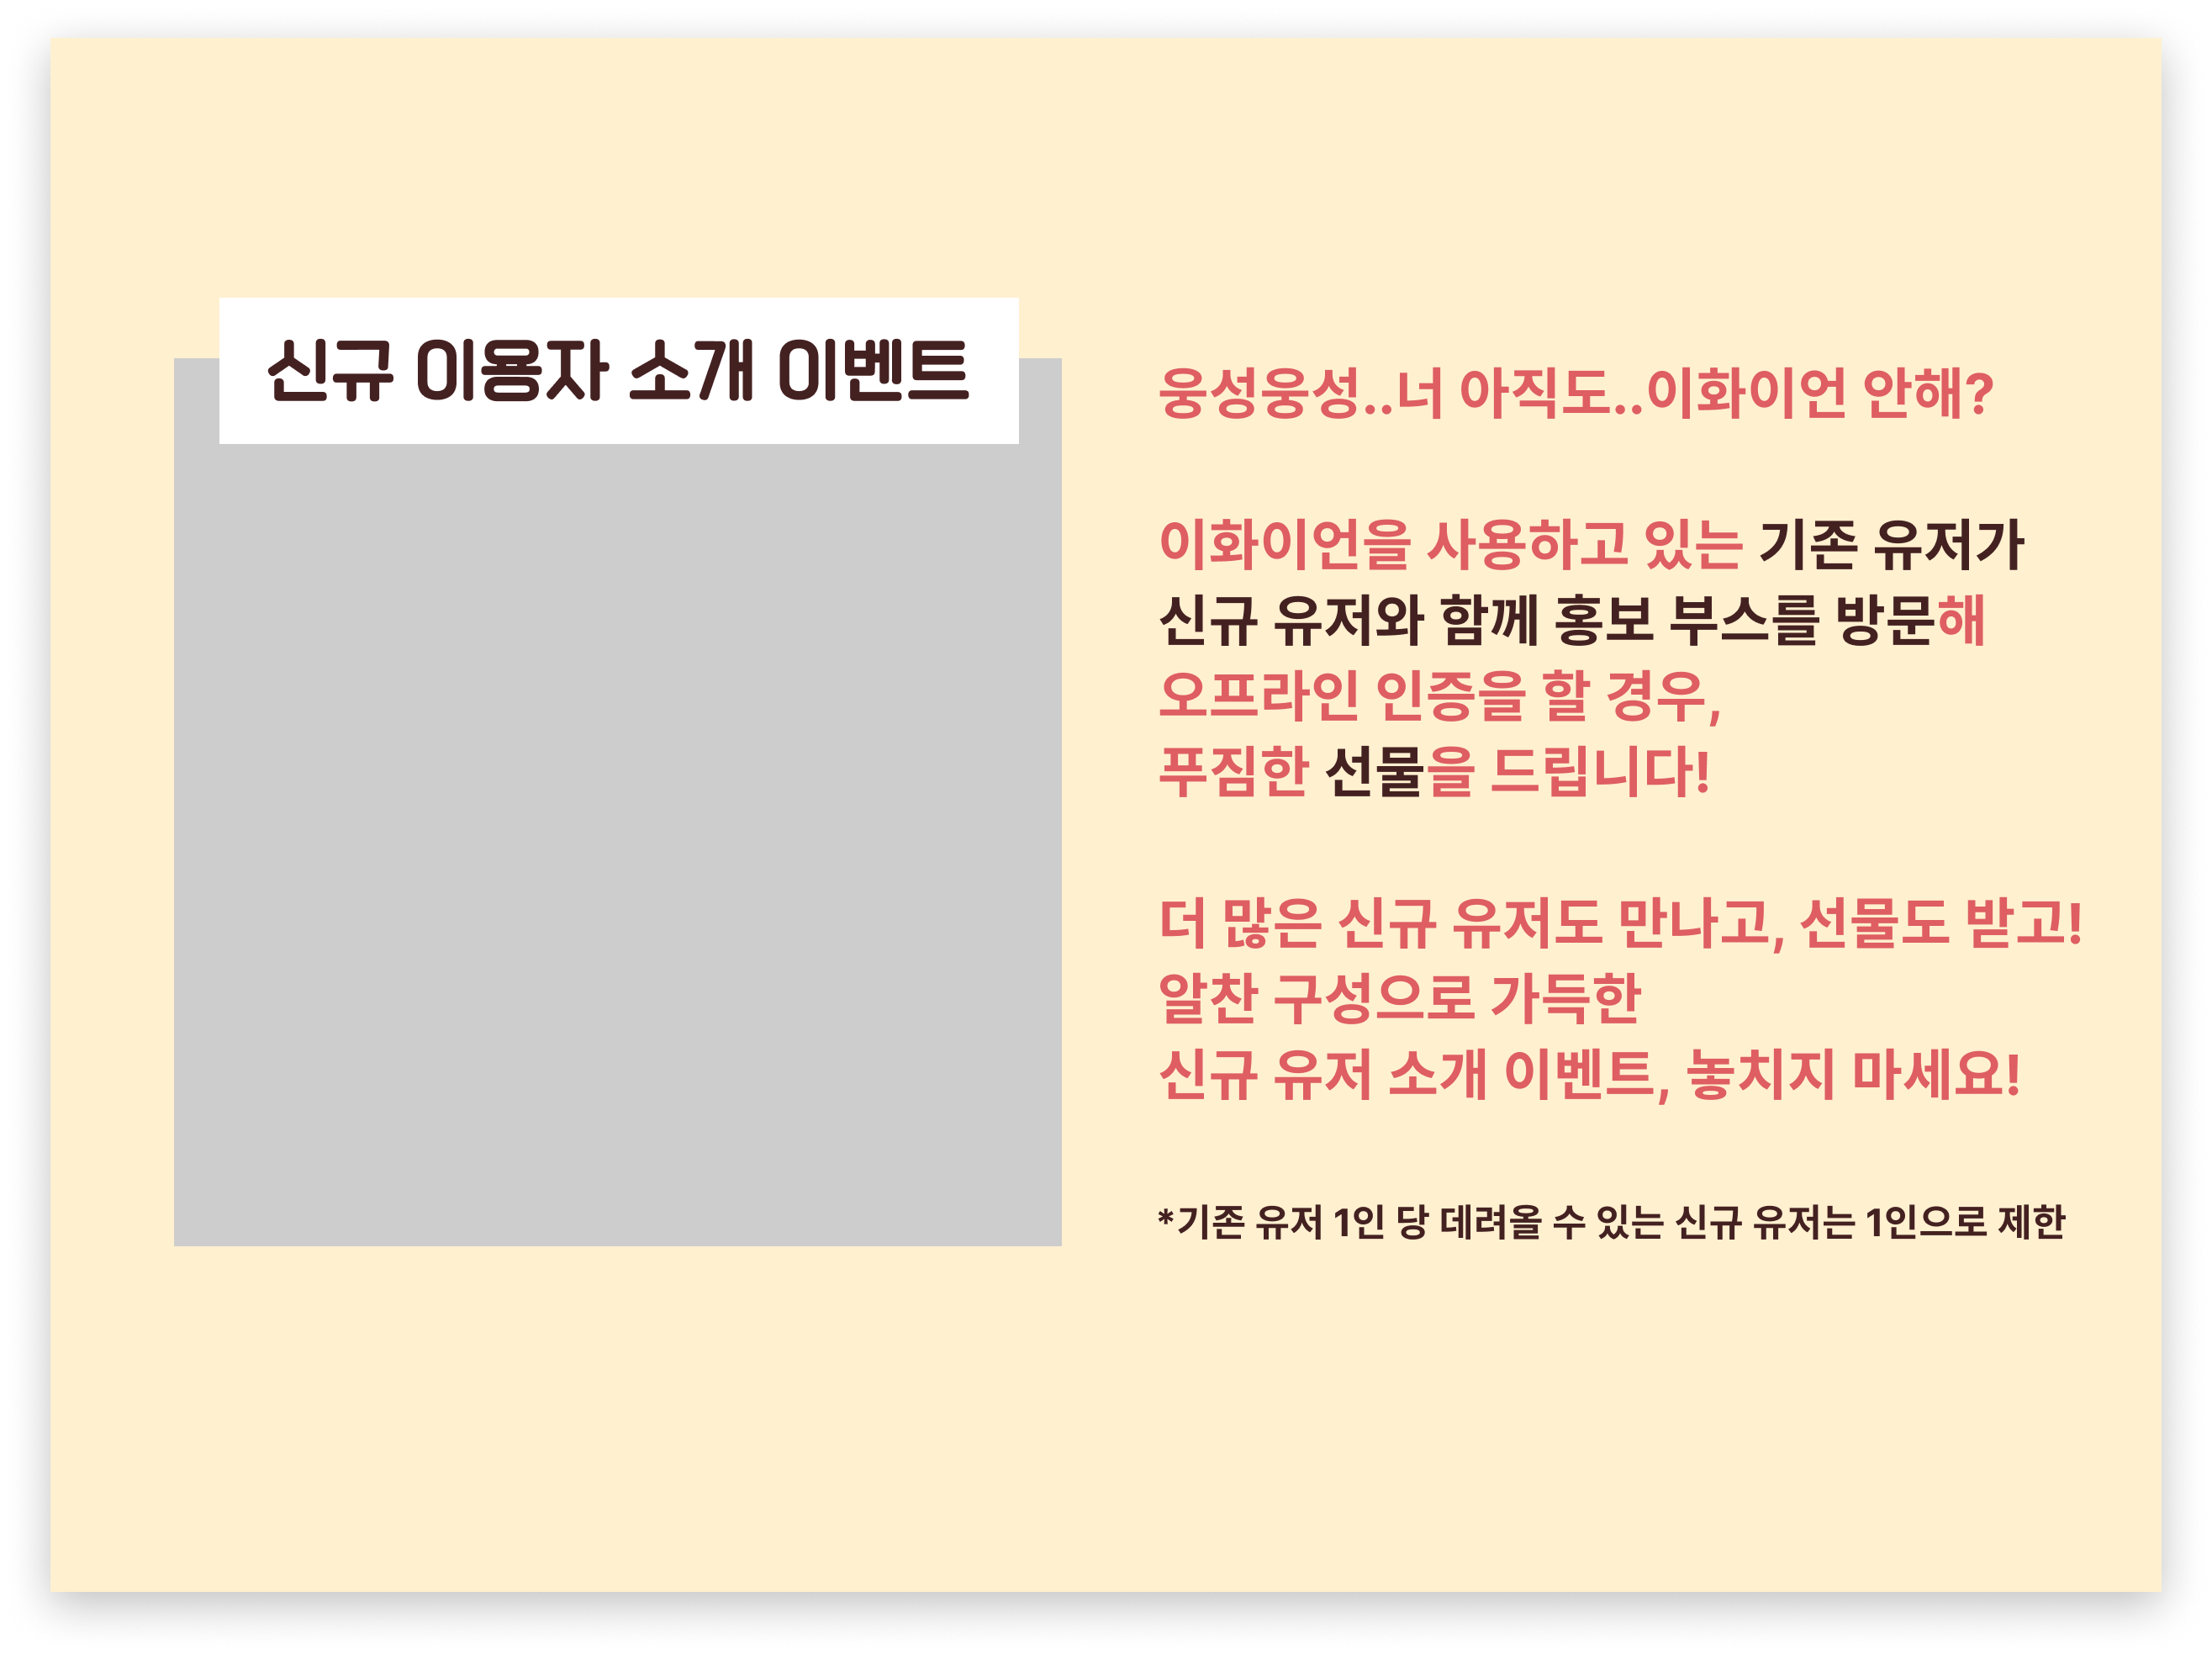 신규 이용자 소개 이벤트
웅성웅성..너 아직도..이화이언 안해?
이화이언을 사용하고 있는 기존 유저가
신규 유저와 함께 홍보 부스를 방문해
오프라인 인증을 할 경우,
푸짐한 선물을 드립니다!
더 많은 신규 유저도 만나고, 선물도 받고!
알찬 구성으로 가득한
신규 유저 소개 이벤트, 놓치지 마세요!
*기존 유저 1인 당 데려올 수 있는 신규 유저는 1인으로 제한